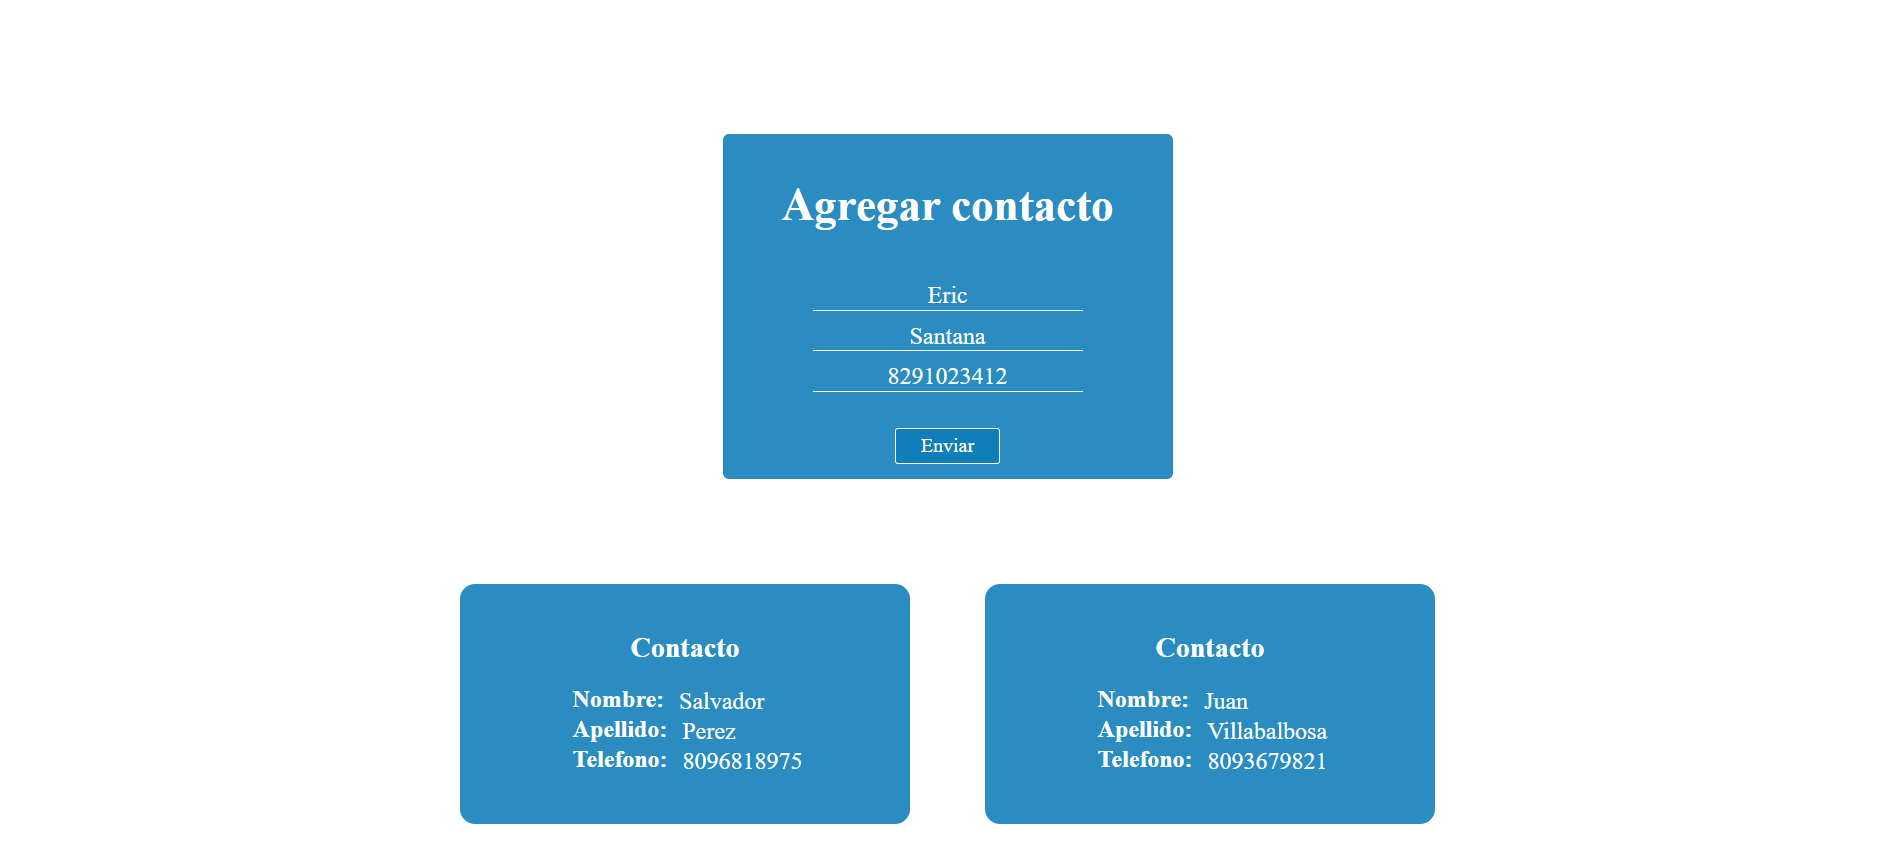 Agregar contacto
Eric
Santana
8291023412
Enviar
Contacto
Nombre: Salvador
Apellido: Perez
Telefono: 8096818975
Contacto
Nombre: Juan
Apellido: Villabalbosa
Telefono: 8093679821